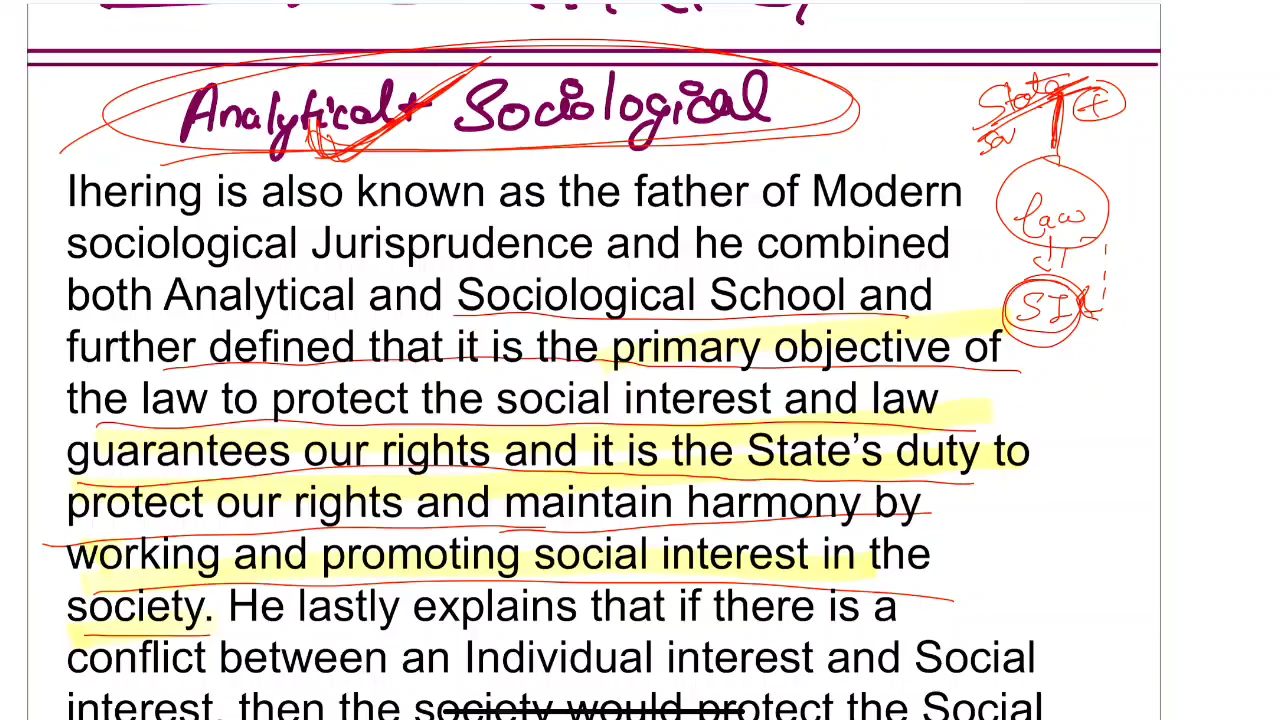 Analytical + Sociological
State +
law
SI
Ihering is also known as the father of Modern
sociological Jurisprudence and he combined
both Analytical and Sociological School and
further defined that it is the primary objective of
the law to protect the social interest and law
guarantees our rights and it is the State’s duty to
protect our rights and maintain harmony by
working and promoting social interest in the
society. He lastly explains that if there is a
conflict between an Individual interest and Social
interest, then the society would protect the Social